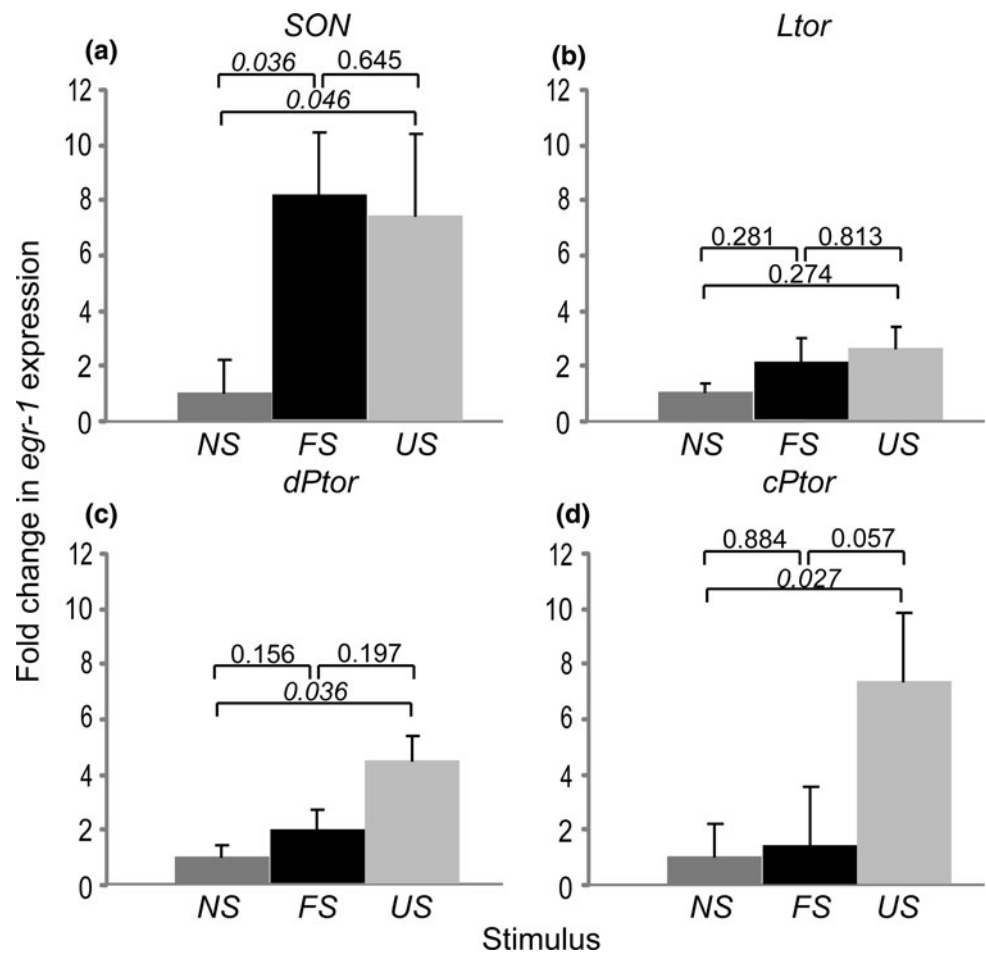 SON
(a)
0.036 0.645
0.046
12
10
8
6
4
2
0
NS FS US
Ltor
(b)
12
10
8
0.281 0.813
0.274
6
4
2
0
NS FS US
dPtor
(c)
12
10
8
0.156 0.197
0.036
6
4
2
0
NS FS US
cPtor
(d)
0.884 0.057
0.027
12
10
8
6
4
2
0
NS FS US
Fold change in egr-1 expression
Stimulus